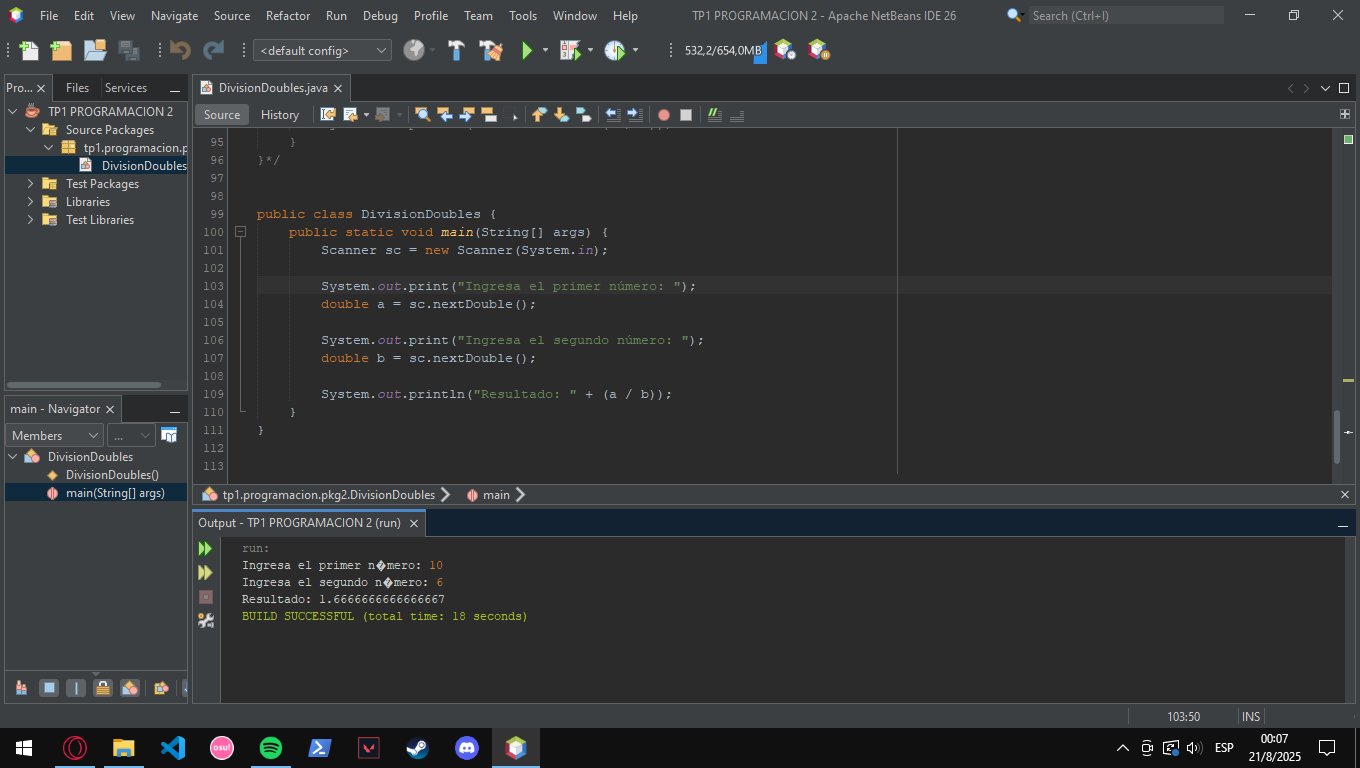 File Edit View Navigate Source Refactor Run Debug Profile Team Tools Window Help TP1 PROGRAMACION 2 - Apache NetBeans IDE 26 Search (Ctrl+I)
<default config> 532,2/654,0MB
Pro... Files Services
TP1 PROGRAMACION 2
Source Packages
tp1.programacion.p
DivisionDoubles
Test Packages
Libraries
Test Libraries
DivisionDoubles.java
Source History
95 }
96 }*/
97
98
99 public class DivisionDoubles {
100 public static void main(String[] args) {
101 Scanner sc = new Scanner(System.in);
102
103 System.out.print("Ingresa el primer número: ");
104 double a = sc.nextDouble();
105
106 System.out.print("Ingresa el segundo número: ");
107 double b = sc.nextDouble();
108
109 System.out.println("Resultado: " + (a / b));
110 }
111 }
112
113
tp1.programacion.pkg2.DivisionDoubles main
main - Navigator
Members ...
DivisionDoubles
DivisionDoubles()
main(String[] args)
Output - TP1 PROGRAMACION 2 (run)
run:
Ingresa el primer n�mero: 10
Ingresa el segundo n�mero: 6
Resultado: 1.6666666666666667
BUILD SUCCESSFUL (total time: 18 seconds)
103:50 INS
osu!
ESP
00:07
21/8/2025